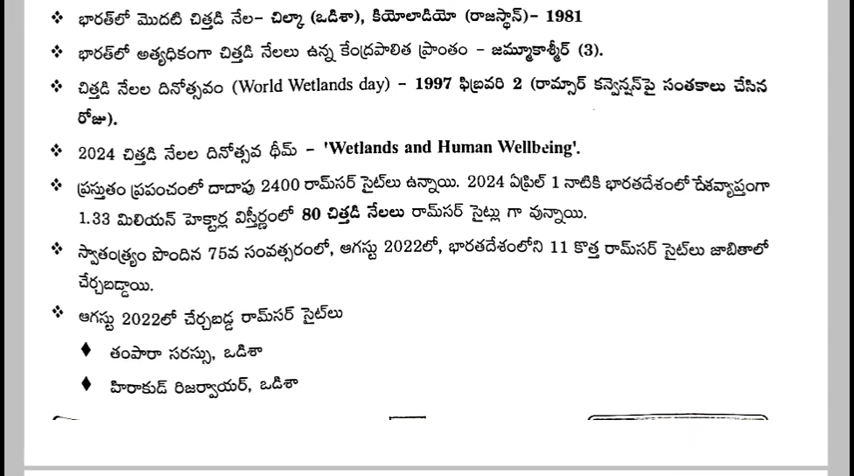 ❖ భారత్‌లో మొదటి చిత్తడి నేల– చిల్కా (ఒడిశా), కియోలాడియో (రాజస్థాన్)– 1981
❖ భారత్‌లో అత్యధికంగా చిత్తడి నేలలు ఉన్న కేంద్రపాలిత ప్రాంతం – జమ్మూకాశ్మీర్ (3).
❖ చిత్తడి నేలల దినోత్సవం (World Wetlands day) – 1997 ఫిబ్రవరి 2 (రామ్సార్ కన్వెన్షన్‌పై సంతకాలు చేసిన
రోజు).
❖ 2024 చిత్తడి నేలల దినోత్సవ థీమ్ – 'Wetlands and Human Wellbeing'.
❖ ప్రస్తుతం ప్రపంచంలో దాదాపు 2400 రామ్‌సర్ సైట్‌లు ఉన్నాయి. 2024 ఏప్రిల్ 1 నాటికి భారతదేశంలో దేశవ్యాప్తంగా
1.33 మిలియన్ హెక్టార్ల విస్తీర్ణంలో 80 చిత్తడి నేలలు రామ్‌సర్ సైట్లు గా వున్నాయి.
❖ స్వాతంత్ర్యం పొందిన 75వ సంవత్సరంలో, ఆగస్టు 2022లో, భారతదేశంలోని 11 కొత్త రామ్‌సర్ సైట్‌లు జాబితాలో
చేర్చబడ్డాయి.
❖ ఆగస్టు 2022లో చేర్చబడ్డ రామ్‌సర్ సైట్‌లు
♦ తంపారా సరస్సు, ఒడిశా
♦ హిరాకుడ్ రిజర్వాయర్, ఒడిశా